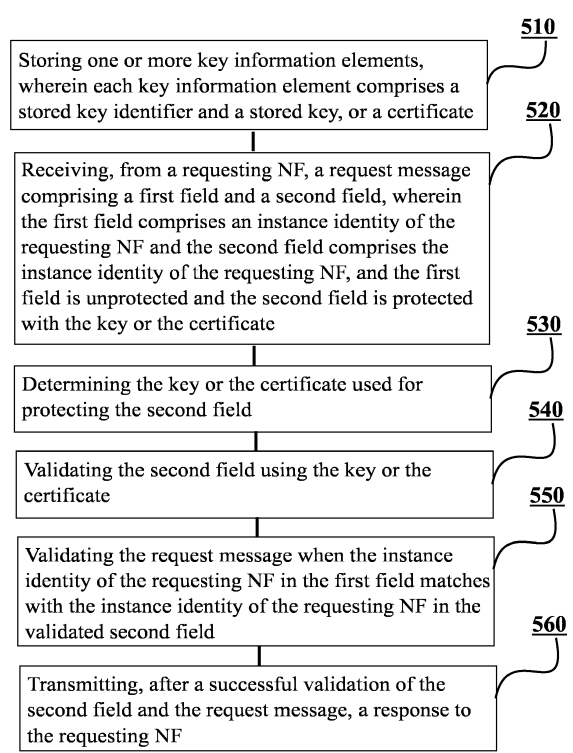 510
Storing one or more key information elements,
wherein each key information element comprises a
stored key identifier and a stored key, or a certificate
520
Receiving, from a requesting NF, a request message
comprising a first field and a second field, wherein
the first field comprises an instance identity of the
requesting NF and the second field comprises the
instance identity of the requesting NF, and the first
field is unprotected and the second field is protected
with the key or the certificate
530
Determining the key or the certificate used for
protecting the second field
540
Validating the second field using the key or the
certificate
550
Validating the request message when the instance
identity of the requesting NF in the first field matches
with the instance identity of the requesting NF in the
validated second field
560
Transmitting, after a successful validation of the
second field and the request message, a response to
the requesting NF